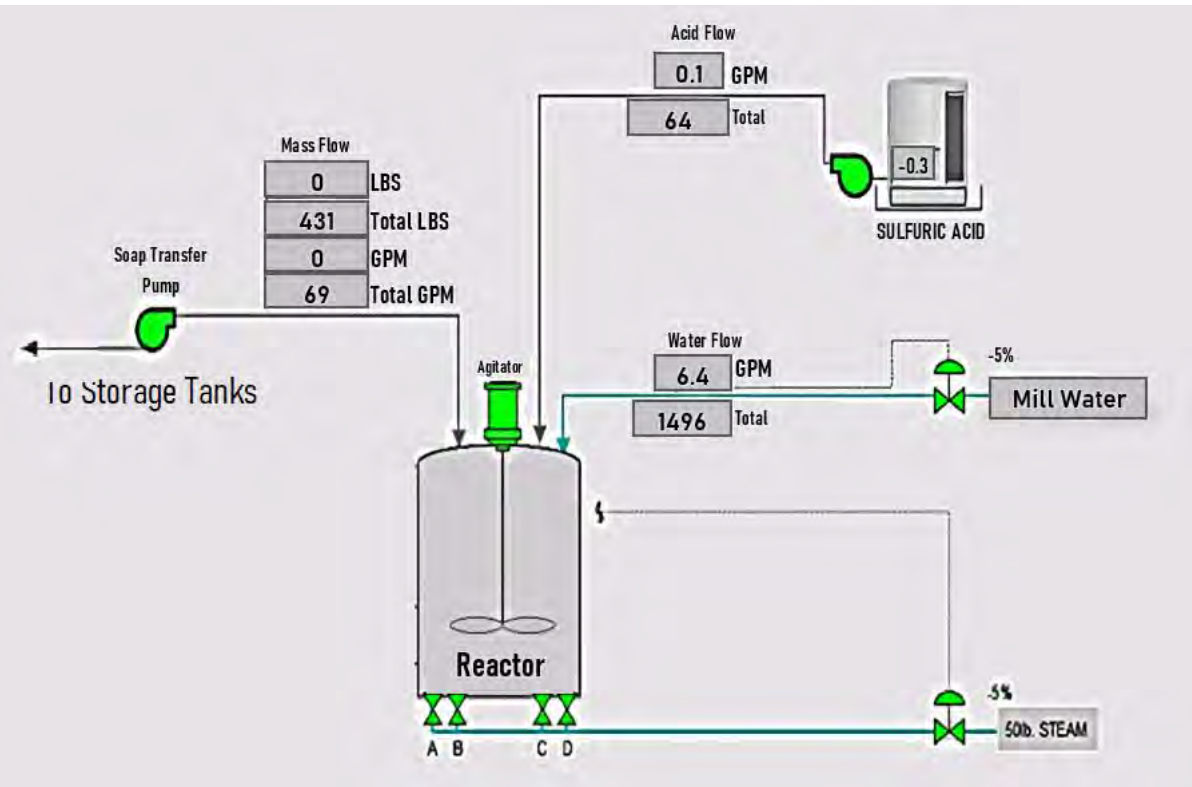 Acid Flow
0.1 GPM
64 Total
-0.3
SULFURIC ACID
Mass Flow
0 LBS
431 Total LBS
0 GPM
69 Total GPM
Soap Transfer
Pump
To Storage Tanks
Agitator
Water Flow
6.4 GPM
1496 Total
-5%
Mill Water
Reactor
A B C D
-5%
50lb. STEAM